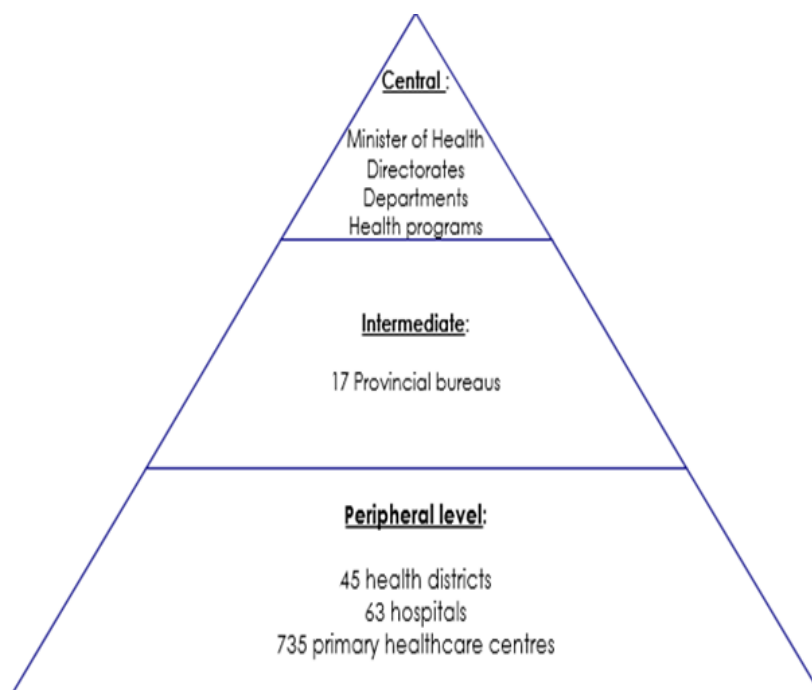 Central :
Minister of Health
Directorates
Departments
Health programs
Intermediate:
17 Provincial bureaus
Peripheral level:
45 health districts
63 hospitals
735 primary healthcare centres